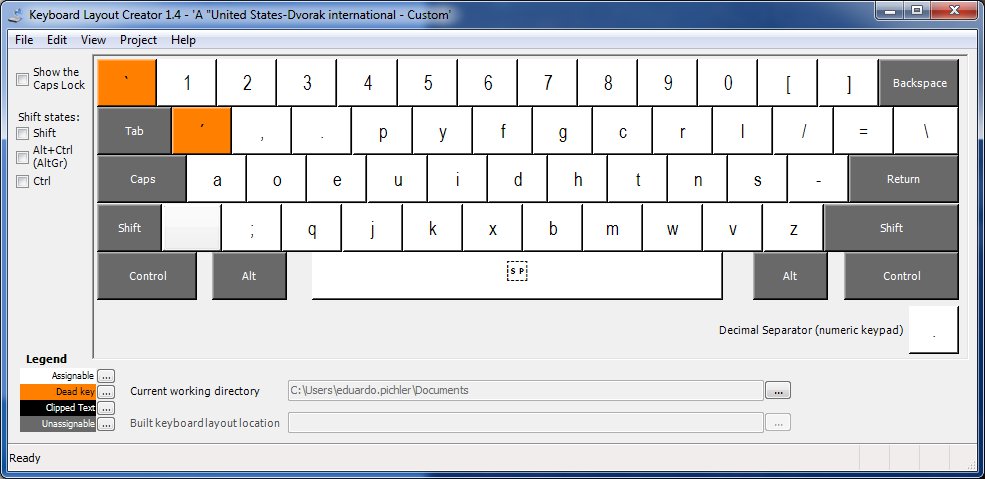 Keyboard Layout Creator 1.4 - 'A "United States-Dvorak international - Custom'
File Edit View Project Help
Show the
Caps Lock
Shift states:
Shift
Alt+Ctrl
(AltGr)
Ctrl
` 1 2 3 4 5 6 7 8 9 0 [ ] Backspace
Tab ´ , . p y f g c r l / = \
Caps a o e u i d h t n s - Return
Shift ; q j k x b m w v z Shift
Control Alt SP Alt Control
Decimal Separator (numeric keypad) .
Legend
Assignable ...
Dead key ...
Clipped Text ...
Unassignable ...
Current working directory C:\Users\eduardo.pichler\Documents ...
Built keyboard layout location ...
Ready